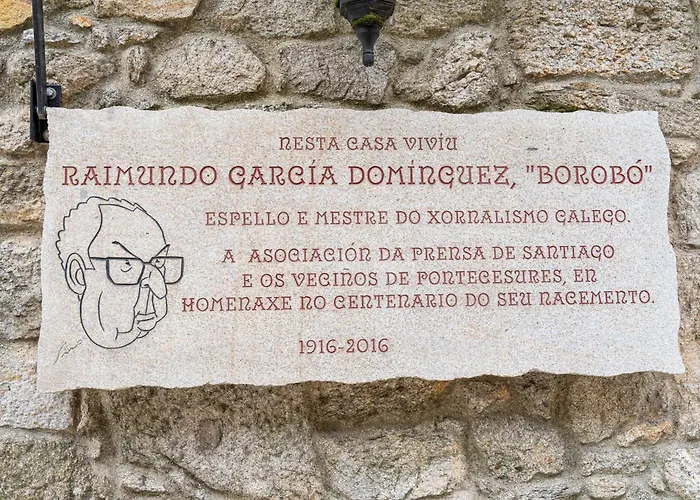 NESTA CASA VIVÍU
RAIMUNDO GARCÍA DOMÍNGUEZ, "BOROBÓ"
ESPELLO E MESTRE DO XORNALISMO GALEGO.
A ASOCIACIÓN DA PRENSA DE SANTIAGO
E OS VECIÑOS DE PONTECESURES, EN
HOMENAXE NO CENTENARIO DO SEU NACEMENTO.
1916-2016